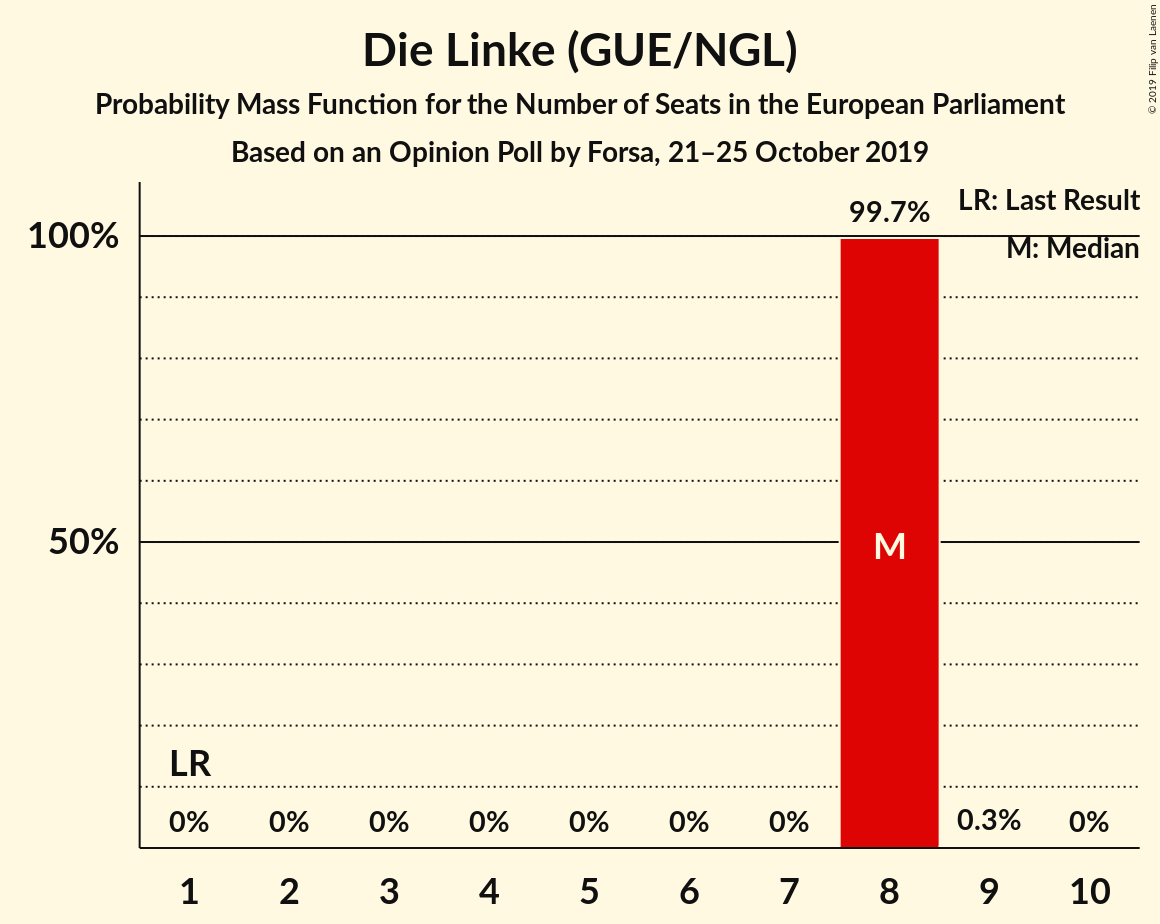 Die Linke (GUE/NGL)
Probability Mass Function for the Number of Seats in the European Parliament
Based on an Opinion Poll by Forsa, 21–25 October 2019
© 2019 Filip van Laenen
LR: Last Result
M: Median
99.7%
100%
50%
M
LR
0% 0% 0% 0% 0% 0% 0% 0.3% 0%
1 2 3 4 5 6 7 8 9 10